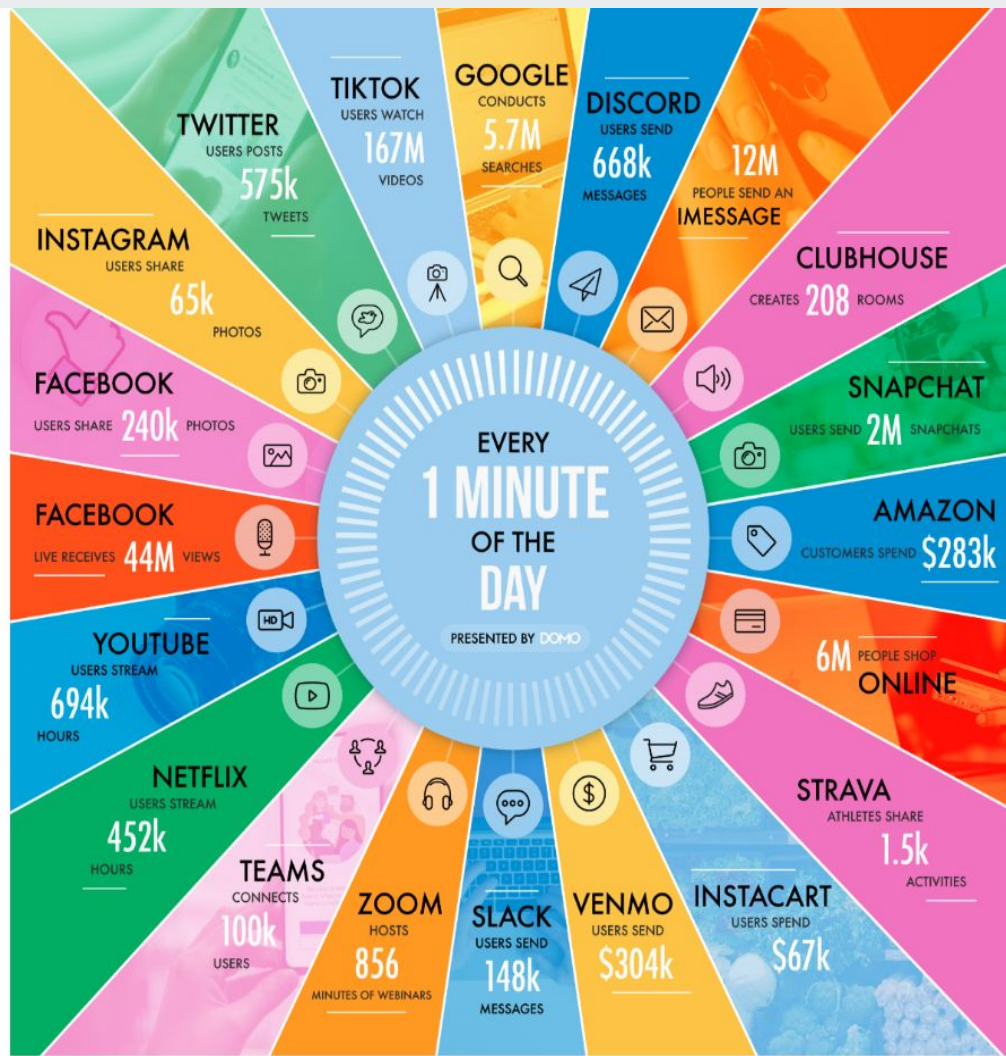 TIKTOK
USERS WATCH
167M
VIDEOS
GOOGLE
CONDUCTS
5.7M
SEARCHES
DISCORD
USERS SEND
668k
MESSAGES
12M
PEOPLE SEND AN
IMESSAGE
CLUBHOUSE
CREATES 208 ROOMS
SNAPCHAT
USERS SEND 2M SNAPCHATS
AMAZON
CUSTOMERS SPEND $283k
6M PEOPLE SHOP
ONLINE
STRAVA
ATHLETES SHARE
1.5k
ACTIVITIES
INSTACART
USERS SPEND
$67k
VENMO
USERS SEND
$304k
SLACK
USERS SEND
148k
MESSAGES
ZOOM
HOSTS
856
MINUTES OF WEBINARS
TEAMS
CONNECTS
100k
USERS
NETFLIX
USERS STREAM
452k
HOURS
YOUTUBE
USERS STREAM
694k
HOURS
FACEBOOK
LIVE RECEIVES 44M VIEWS
FACEBOOK
USERS SHARE 240k PHOTOS
INSTAGRAM
USERS SHARE
65k
PHOTOS
TWITTER
USERS POSTS
575k
TWEETS
EVERY
1 MINUTE
OF THE
DAY
PRESENTED BY DOMO
HD
$